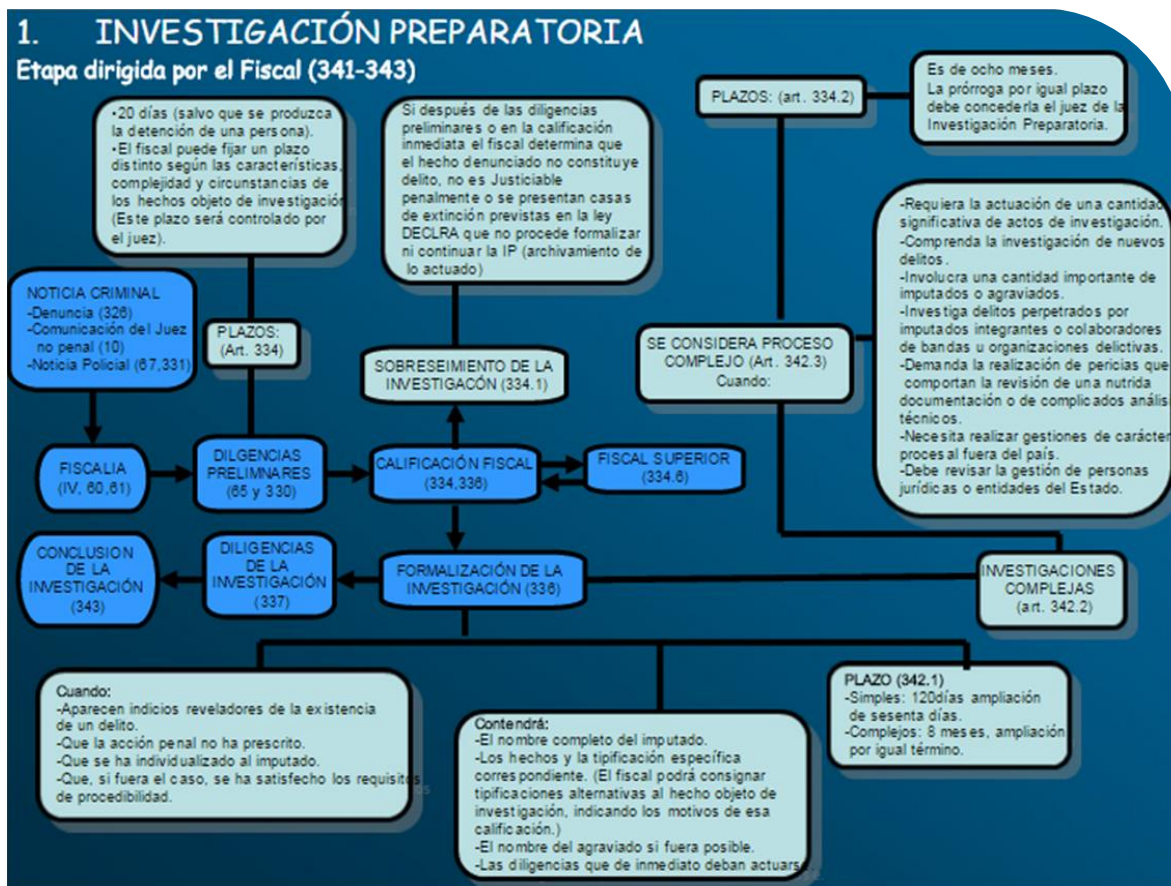 1. INVESTIGACIÓN PREPARATORIA
Etapa dirigida por el Fiscal (341-343)
•20 días (salvo que se produzca
la detención de una persona).
•El fiscal puede fijar un plazo
distinto según las características,
complejidad y circunstancias de
los hechos objeto de investigación
(Este plazo será controlado por
el juez).
Si después de las diligencias
preliminares o en la calificación
inmediata el fiscal determina que
el hecho denunciado no constituye
delito, no es Justiciable
penalmente o se presentan casas
de extinción previstas en la ley
DECLRA que no procede formalizar
ni continuar la IP (archivamiento de
lo actuado)
PLAZOS: (art. 334.2)
Es de ocho meses.
La prórroga por igual plazo
debe concederla el juez de la
Investigación Preparatoria.
NOTICIA CRIMINAL
-Denuncia (326)
-Comunicación del Juez
no penal (10)
-Noticia Policial (67,331)
PLAZOS:
(Art. 334)
SOBRESEIMIENTO DE LA
INVESTIGACÓN (334.1)
SE CONSIDERA PROCESO
COMPLEJO (Art. 342.3)
Cuando:
-Requiera la actuación de una cantidad
significativa de actos de investigación.
-Comprenda la investigación de nuevos
delitos.
-Involucra una cantidad importante de
imputados o agraviados.
-Investiga delitos perpetrados por
imputados integrantes o colaboradores
de bandas u organizaciones delictivas.
-Demanda la realización de pericias que
comportan la revisión de una nutrida
documentación o de complicados análisi
técnicos.
-Necesita realizar gestiones de carácter
procesal fuera del país.
-Debe revisar la gestión de personas
jurídicas o entidades del Estado.
FISCALIA
(IV, 60,61)
DILGENCIAS
PRELIMNARES
(65 y 330)
CALIFICACIÓN FISCAL
(334,336)
FISCAL SUPERIOR
(334.6)
CONCLUSION
DE LA
INVESTIGACIÓN
(343)
DILIGENCIAS
DE LA
INVESTIGACIÓN
(337)
FORMALIZACIÓN DE LA
INVESTIGACIÓN (336)
INVESTIGACIONES
COMPLEJAS
(art. 342.2)
Cuando:
-Aparecen indicios reveladores de la existencia
de un delito.
-Que la acción penal no ha prescrito.
-Que se ha individualizado al imputado.
-Que, si fuera el caso, se ha satisfecho los requisitos
de procedibilidad.
Contendrá:
-El nombre completo del imputado.
-Los hechos y la tipificación específica
correspondiente. (El fiscal podrá consignar
tipificaciones alternativas al hecho objeto de
investigación, indicando los motivos de esa
calificación.)
-El nombre del agraviado si fuera posible.
-Las diligencias que de inmediato deban actuarse.
PLAZO (342.1)
-Simples: 120días ampliación
de sesenta días.
-Complejos: 8 meses, ampliación
por igual término.